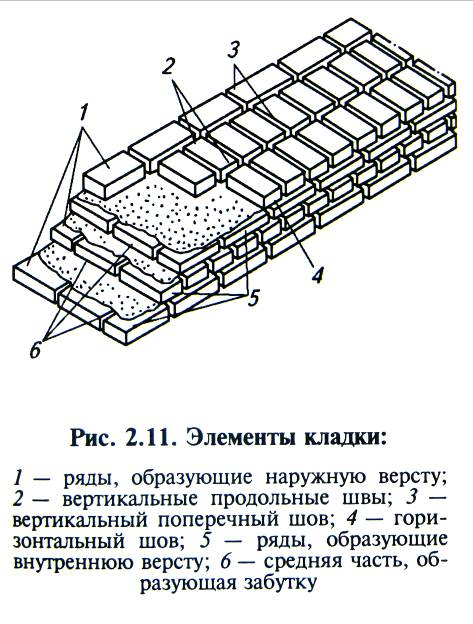 3
2
1
4
5
6
Рис. 2.11. Элементы кладки:
1 — ряды, образующие наружную версту;
2 — вертикальные продольные швы; 3 —
вертикальный поперечный шов; 4 — гори-
зонтальный шов; 5 — ряды, образующие
внутреннюю версту; 6 — средняя часть, об-
разующая забутку